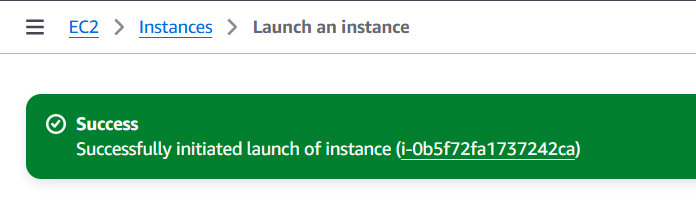 EC2 > Instances > Launch an instance
Success
Successfully initiated launch of instance (i-0b5f72fa1737242ca)